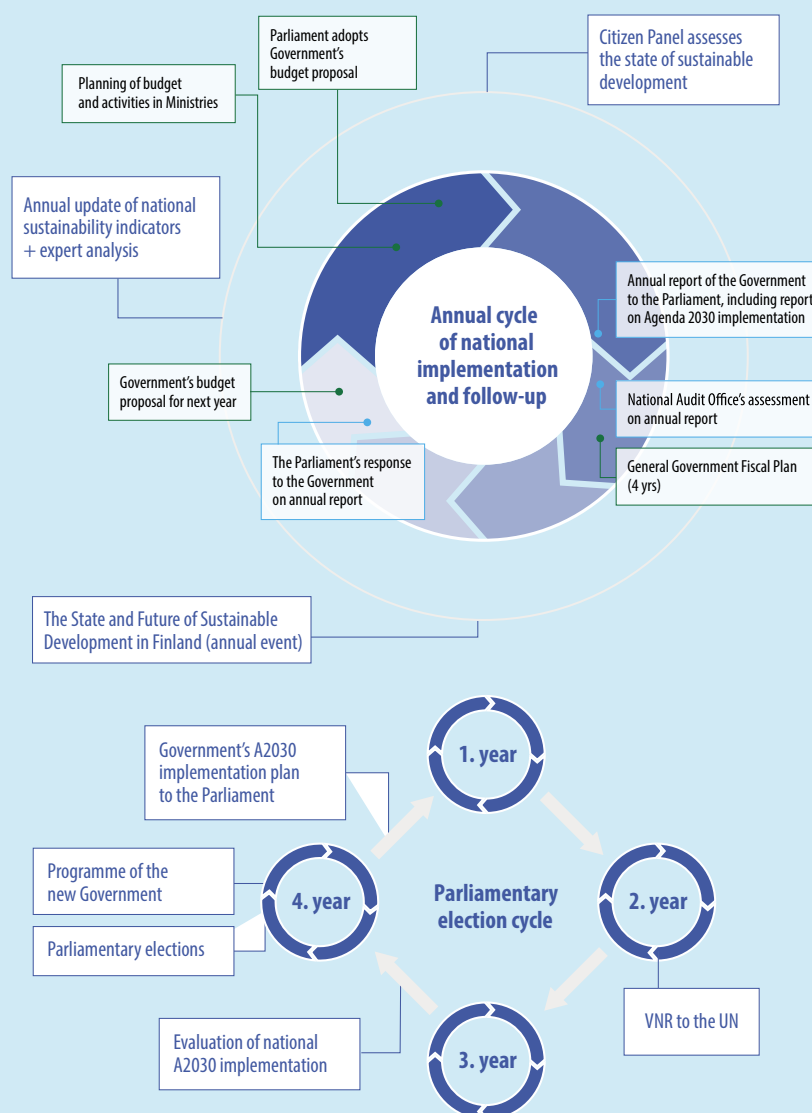 Parliament adopts
Government's
budget proposal
Citizen Panel assesses
the state of sustainable
development
Planning of budget
and activities in Ministries
Annual update of national
sustainability indicators
+ expert analysis
Annual cycle
of national
implementation
and follow-up
Annual report of the Government
to the Parliament, including report
on Agenda 2030 implementation
National Audit Office's assessment
on annual report
General Government Fiscal Plan
(4 yrs)
Government's budget
proposal for next year
The Parliament's response
to the Government
on annual report
The State and Future of Sustainable
Development in Finland (annual event)
Government's A2030
implementation plan
to the Parliament
1. year
Programme of the
new Government
Parliamentary elections
4. year
Parliamentary
election cycle
2. year
VNR to the UN
Evaluation of national
A2030 implementation
3. year